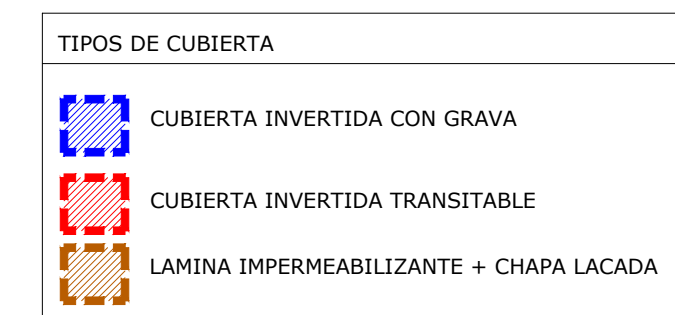 TIPOS DE CUBIERTA
CUBIERTA INVERTIDA CON GRAVA
CUBIERTA INVERTIDA TRANSITABLE
LAMINA IMPERMEABILIZANTE + CHAPA LACADA